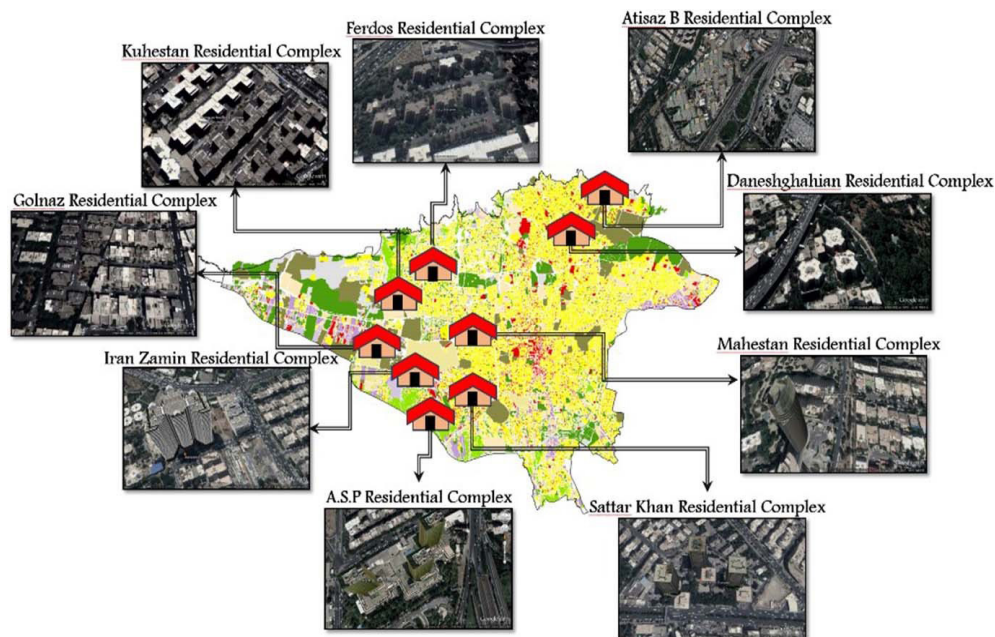 Atisaz B Residential Complex
Ferdos Residential Complex
Kuhestan Residential Complex
Daneshghahian Residential Complex
Golnaz Residential Complex
Mahestan Residential Complex
Iran Zamin Residential Complex
A.S.P Residential Complex
Sattar Khan Residential Complex